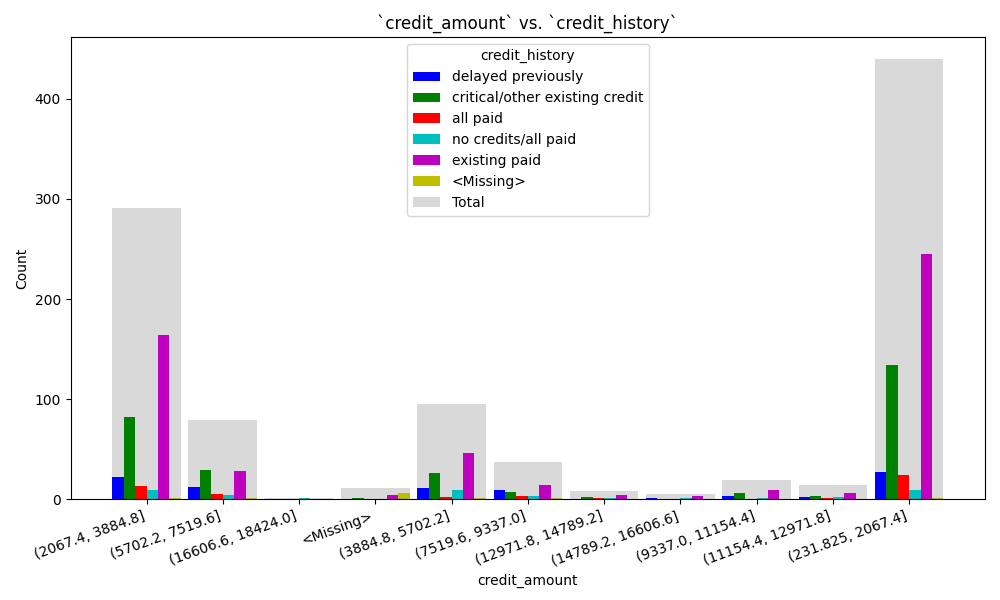 `credit_amount` vs. `credit_history`
credit_history
delayed previously
critical/other existing credit
all paid
no credits/all paid
existing paid
<Missing>
Total
Count
400
300
200
100
0
(2067.4, 3884.8]
(5702.2, 7519.6]
(16606.6, 18424.0]
<Missing>
(3884.8, 5702.2]
(7519.6, 9337.0]
(12971.8, 14789.2]
(14789.2, 16606.6]
(9337.0, 11154.4]
(11154.4, 12971.8]
(231.825, 2067.4]
credit_amount